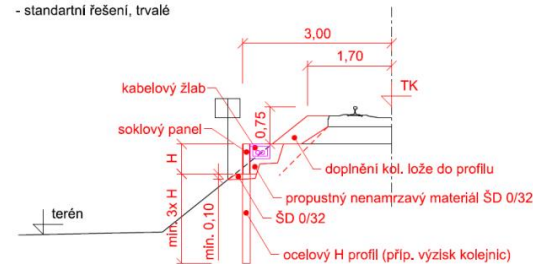 - standartní řešení, trvalé
3,00
1,70
TK
kabelový žlab
0,75
soklový panel
H
doplnění kol. lože do profilu
propustný nenamrzavý materiál ŠD 0/32
terén
min. 3x H
min. 0,10
ŠD 0/32
ocelový H profil (příp. výzisk kolejnic)